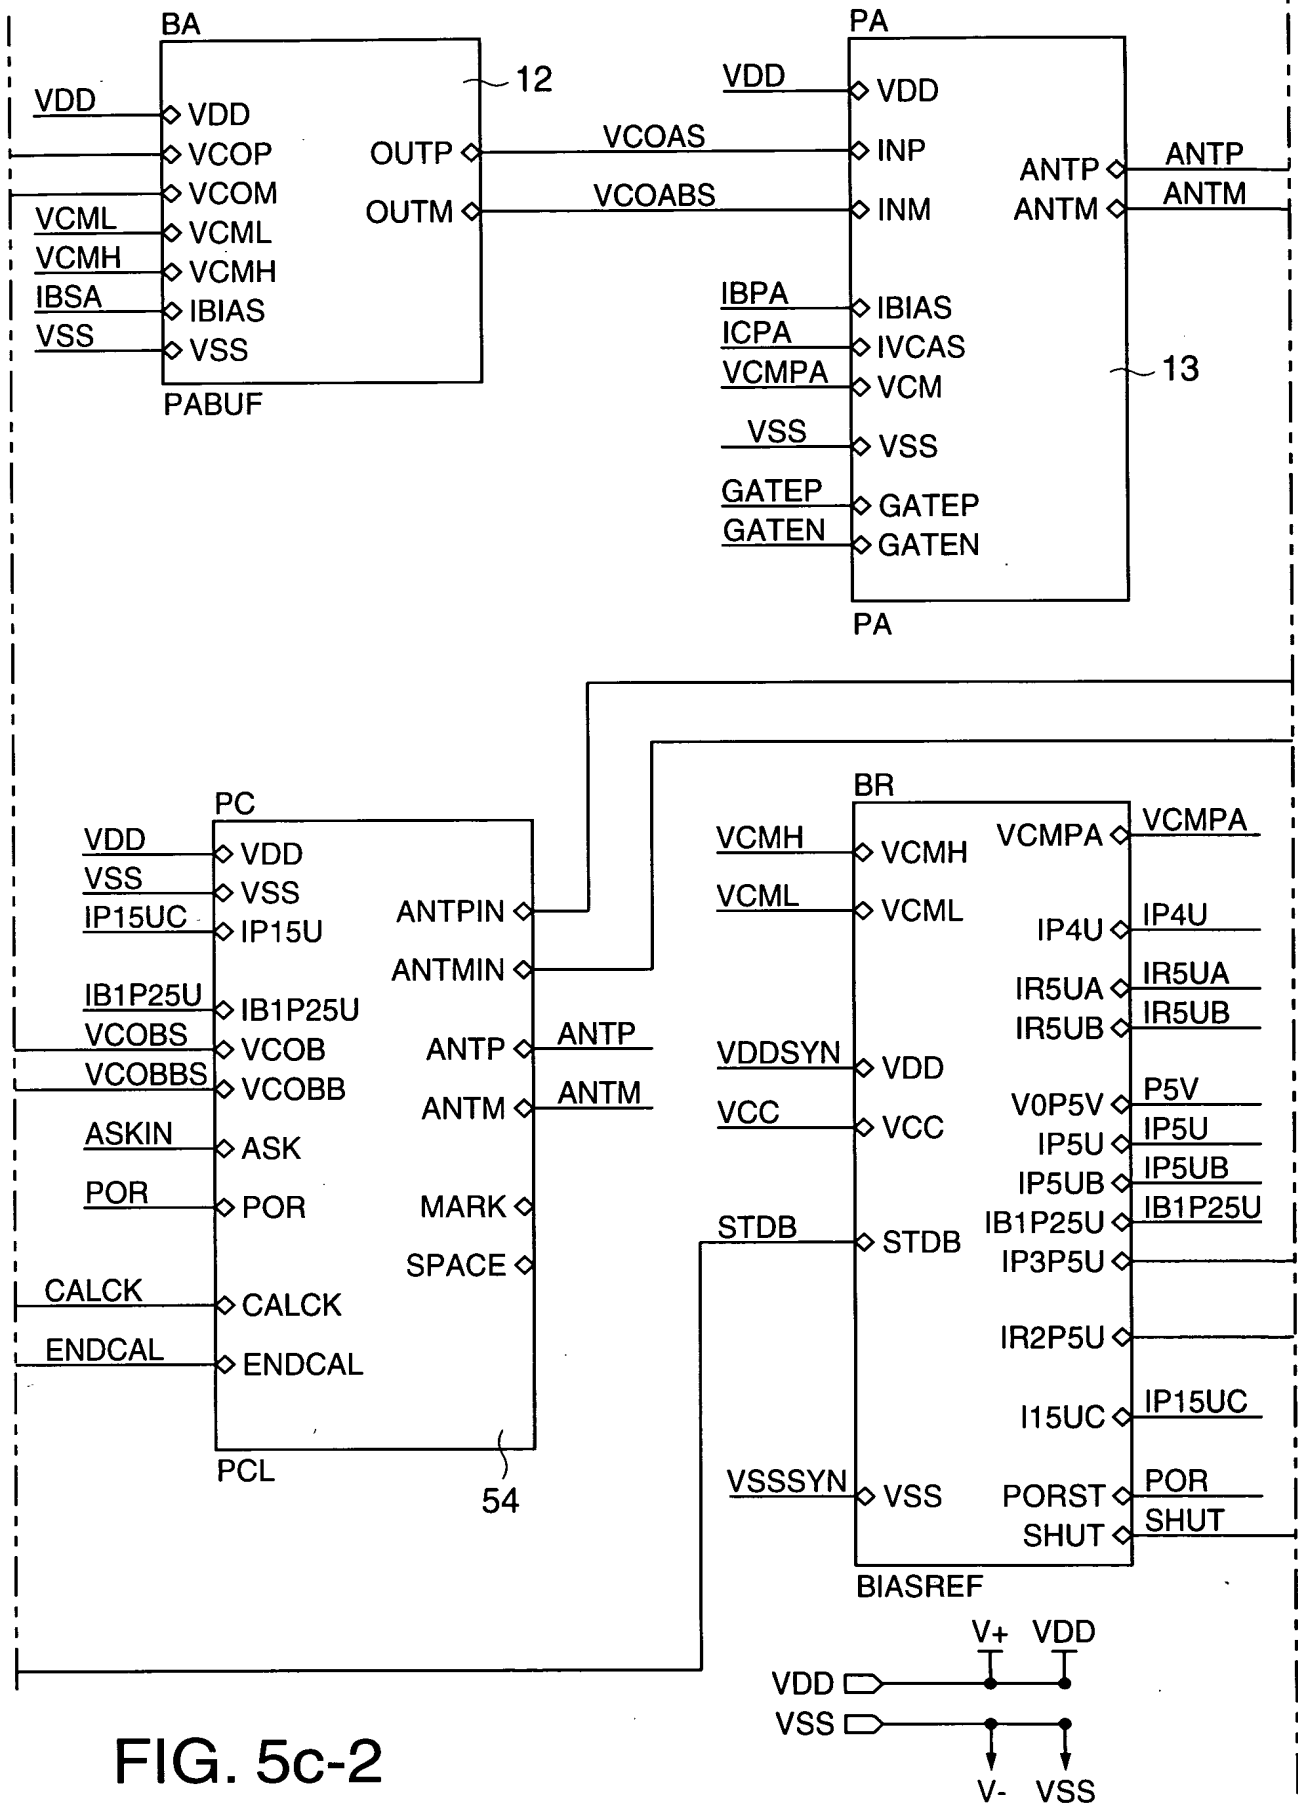 BA
12
VDD
VDD
VCOP
VCOM
VCML
VCML
VCMH
VCMH
IBSA
IBIAS
VSS
VSS
OUTP
OUTM
PABUF
VCOAS
VCOABS
PA
VDD
VDD
INP
INM
IBPA
IBIAS
ICPA
IVCAS
VCMPA
VCM
VSS
VSS
GATEP
GATEP
GATEN
GATEN
ANTP
ANTP
ANTM
ANTM
13
PA
PC
VDD
VDD
VSS
VSS
IP15UC
IP15U
IB1P25U
IB1P25U
VCOBS
VCOB
VCOBBS
VCOBB
ASKIN
ASK
POR
POR
CALCK
CALCK
ENDCAL
ENDCAL
ANTPIN
ANTMIN
ANTP
ANTP
ANTM
ANTM
MARK
SPACE
PCL
54
BR
VCMH
VCMH
VCML
VCML
VDDSYN
VDD
VCC
VCC
STDB
STDB
VSSSYN
VSS
VCMPA
VCMPA
IP4U
IP4U
IR5UA
IR5UA
IR5UB
IR5UB
V0P5V
P5V
IP5U
IP5U
IP5UB
IP5UB
IB1P25U
IB1P25U
IP3P5U
IR2P5U
I15UC
IP15UC
PORST
POR
SHUT
SHUT
BIASREF
V+ VDD
VDD
VSS
V- VSS
FIG. 5c-2